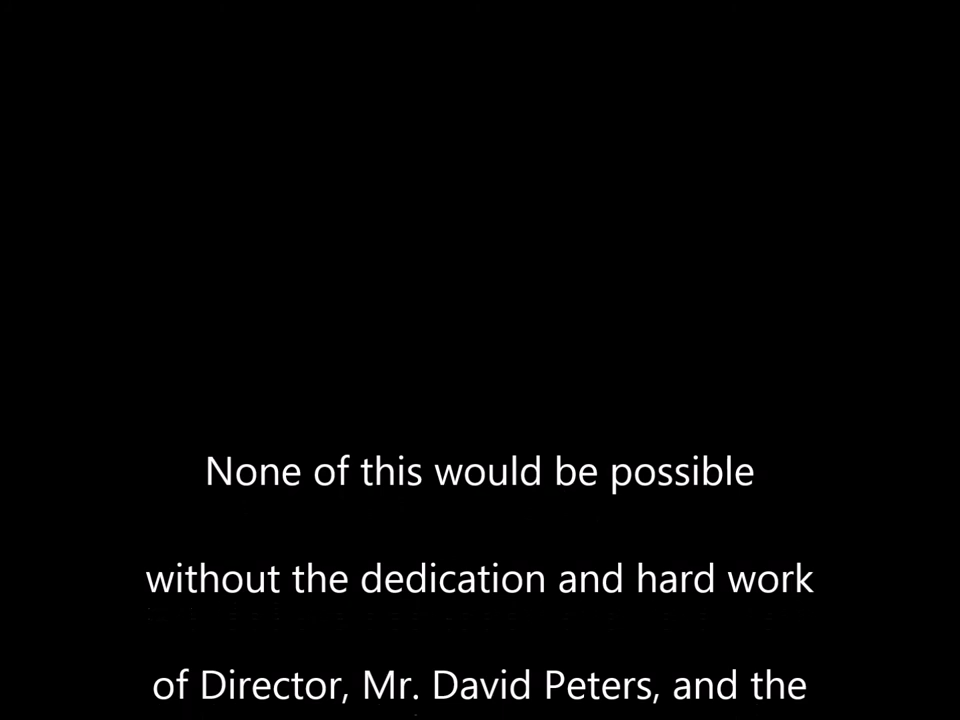 None of this would be possible
without the dedication and hard work
of Director, Mr. David Peters, and the